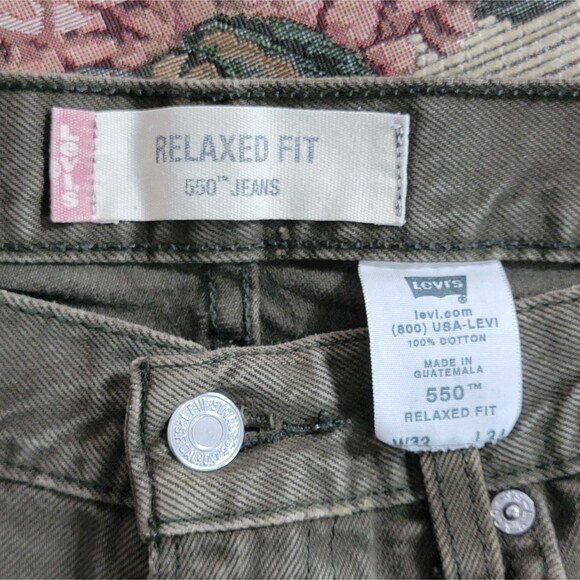 Levi's
RELAXED FIT
550™ JEANS
LEVI'S
levi.com
(800) USA-LEVI
100% COTTON
MADE IN
GUATEMALA
550™
RELAXED FIT
W33 L34